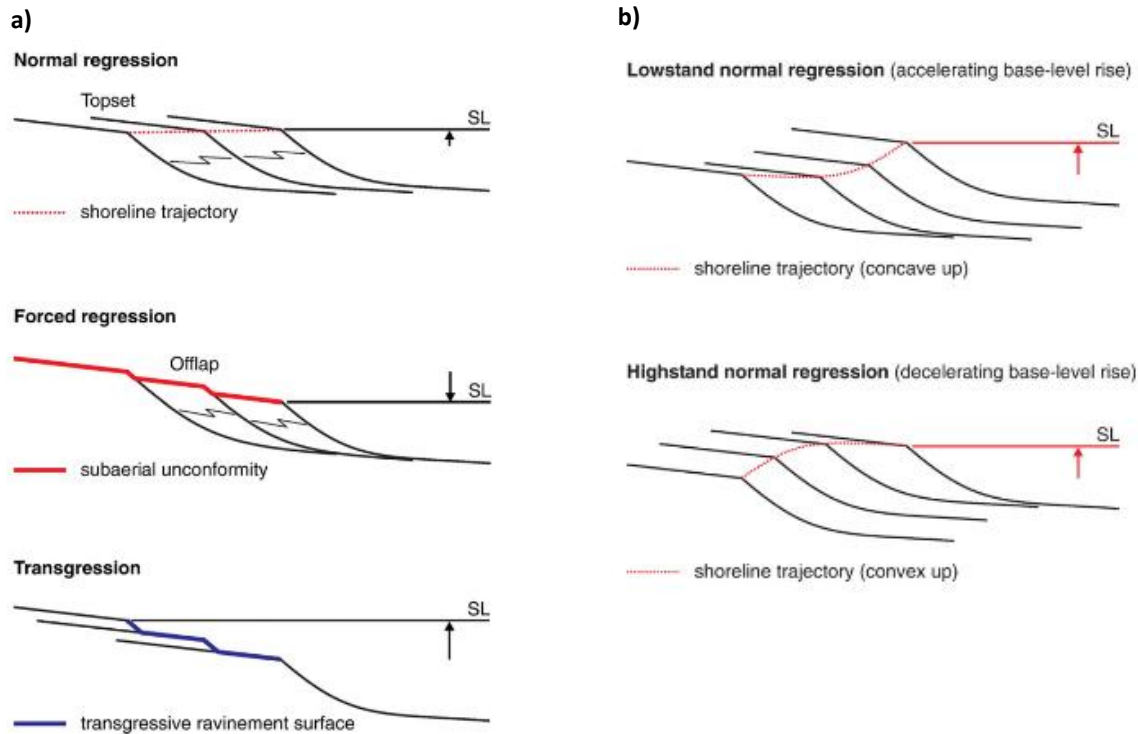 a)
Normal regression
Topset
SL
shoreline trajectory
Forced regression
Offlap
SL
subaerial unconformity
Transgression
SL
transgressive ravinement surface
b)
Lowstand normal regression (accelerating base-level rise)
SL
shoreline trajectory (concave up)
Highstand normal regression (decelerating base-level rise)
SL
shoreline trajectory (convex up)